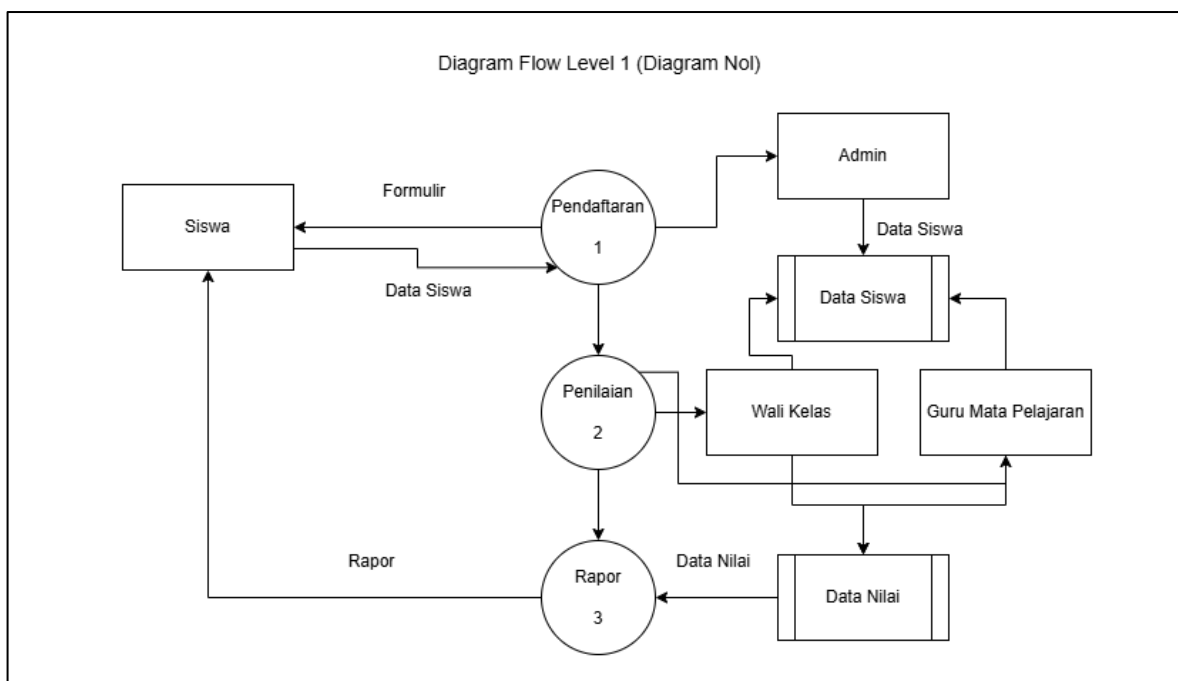 Diagram Flow Level 1 (Diagram Nol)
Admin
Formulir
Pendaftaran
1
Siswa
Data Siswa
Data Siswa
Data Siswa
Penilaian
2
Wali Kelas
Guru Mata Pelajaran
Rapor
Data Nilai
Rapor
3
Data Nilai